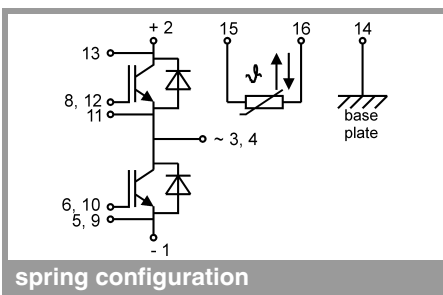 + 2
15
16
14
13
ϑ
8, 12
11
base
plate
~ 3, 4
6, 10
5, 9
- 1
spring configuration